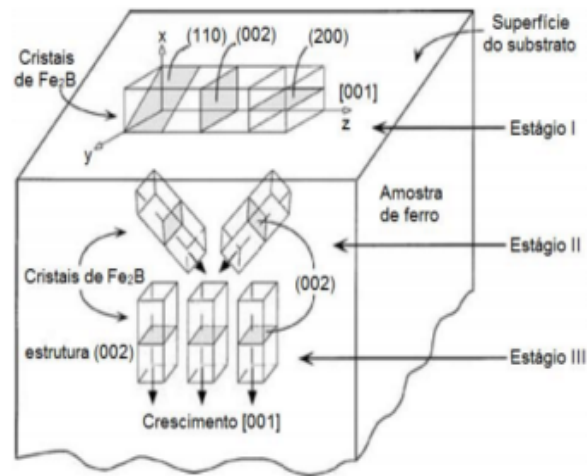 x
(110)
(002)
(200)
Superfície
do substrato
Cristais
de Fe₂B
[001]
z
y
Estágio I
Amostra
de ferro
Estágio II
Cristais de Fe₂B
(002)
estrutura (002)
Estágio III
Crescimento [001]